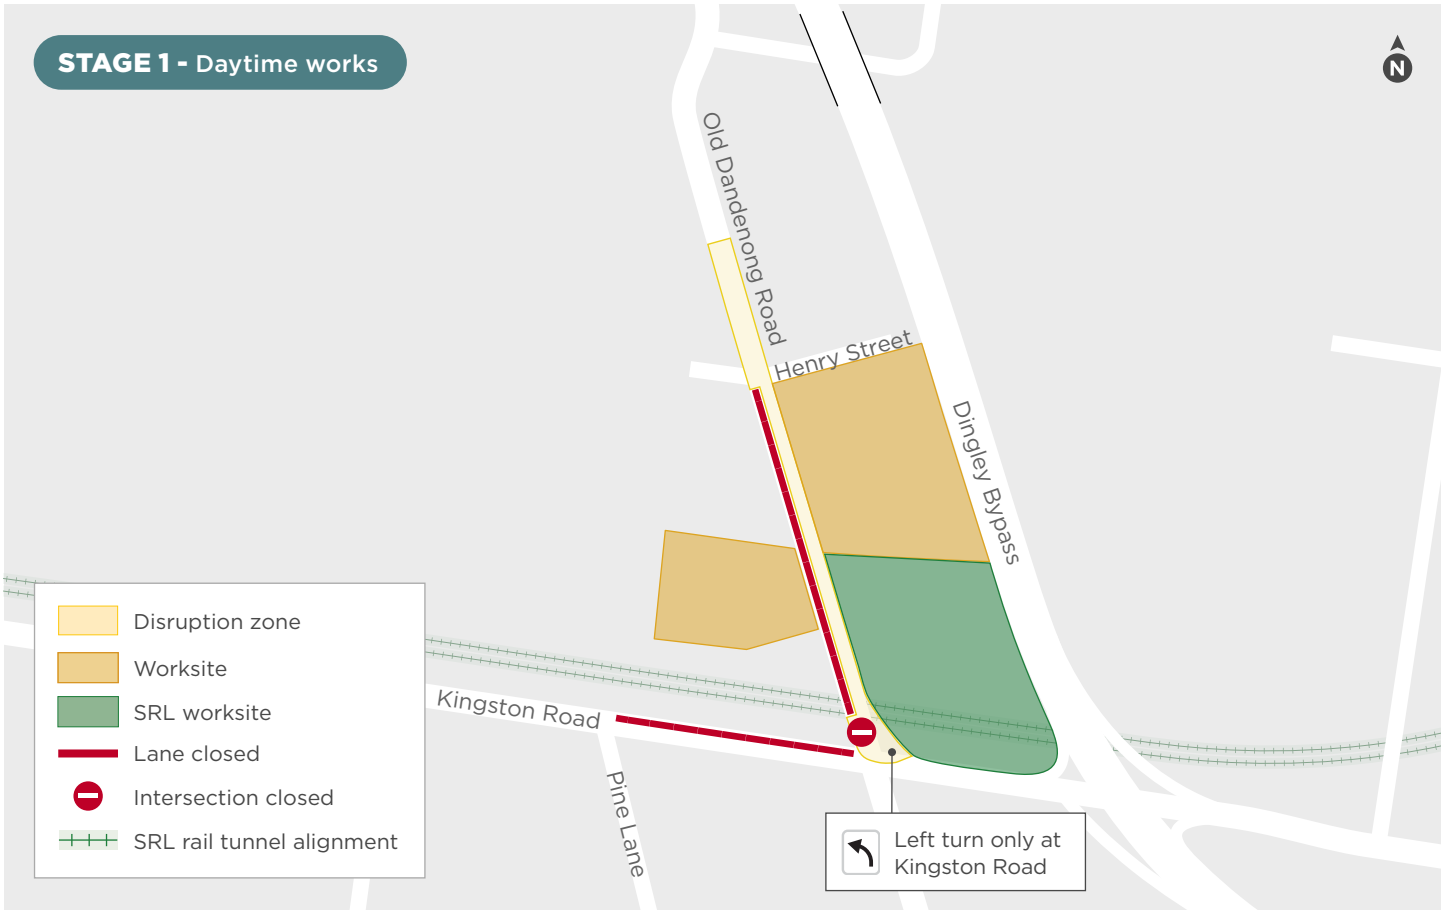 STAGE 1 - Daytime works
N
Old Dandenong Road
Henry Street
Dingley Bypass
Kingston Road
Pine Lane
Disruption zone
Worksite
SRL worksite
Lane closed
Intersection closed
SRL rail tunnel alignment
Left turn only at
Kingston Road